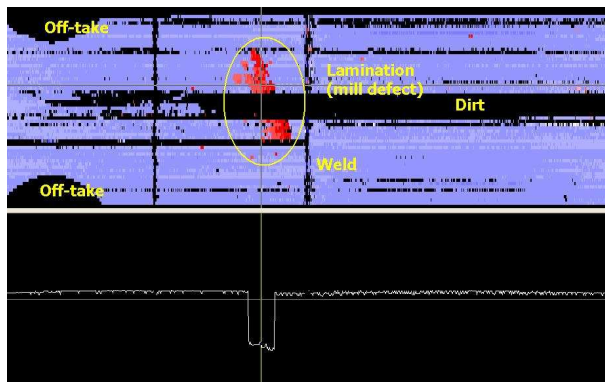 Off-take
Lamination
(mill defect)
Dirt
Weld
Off-take